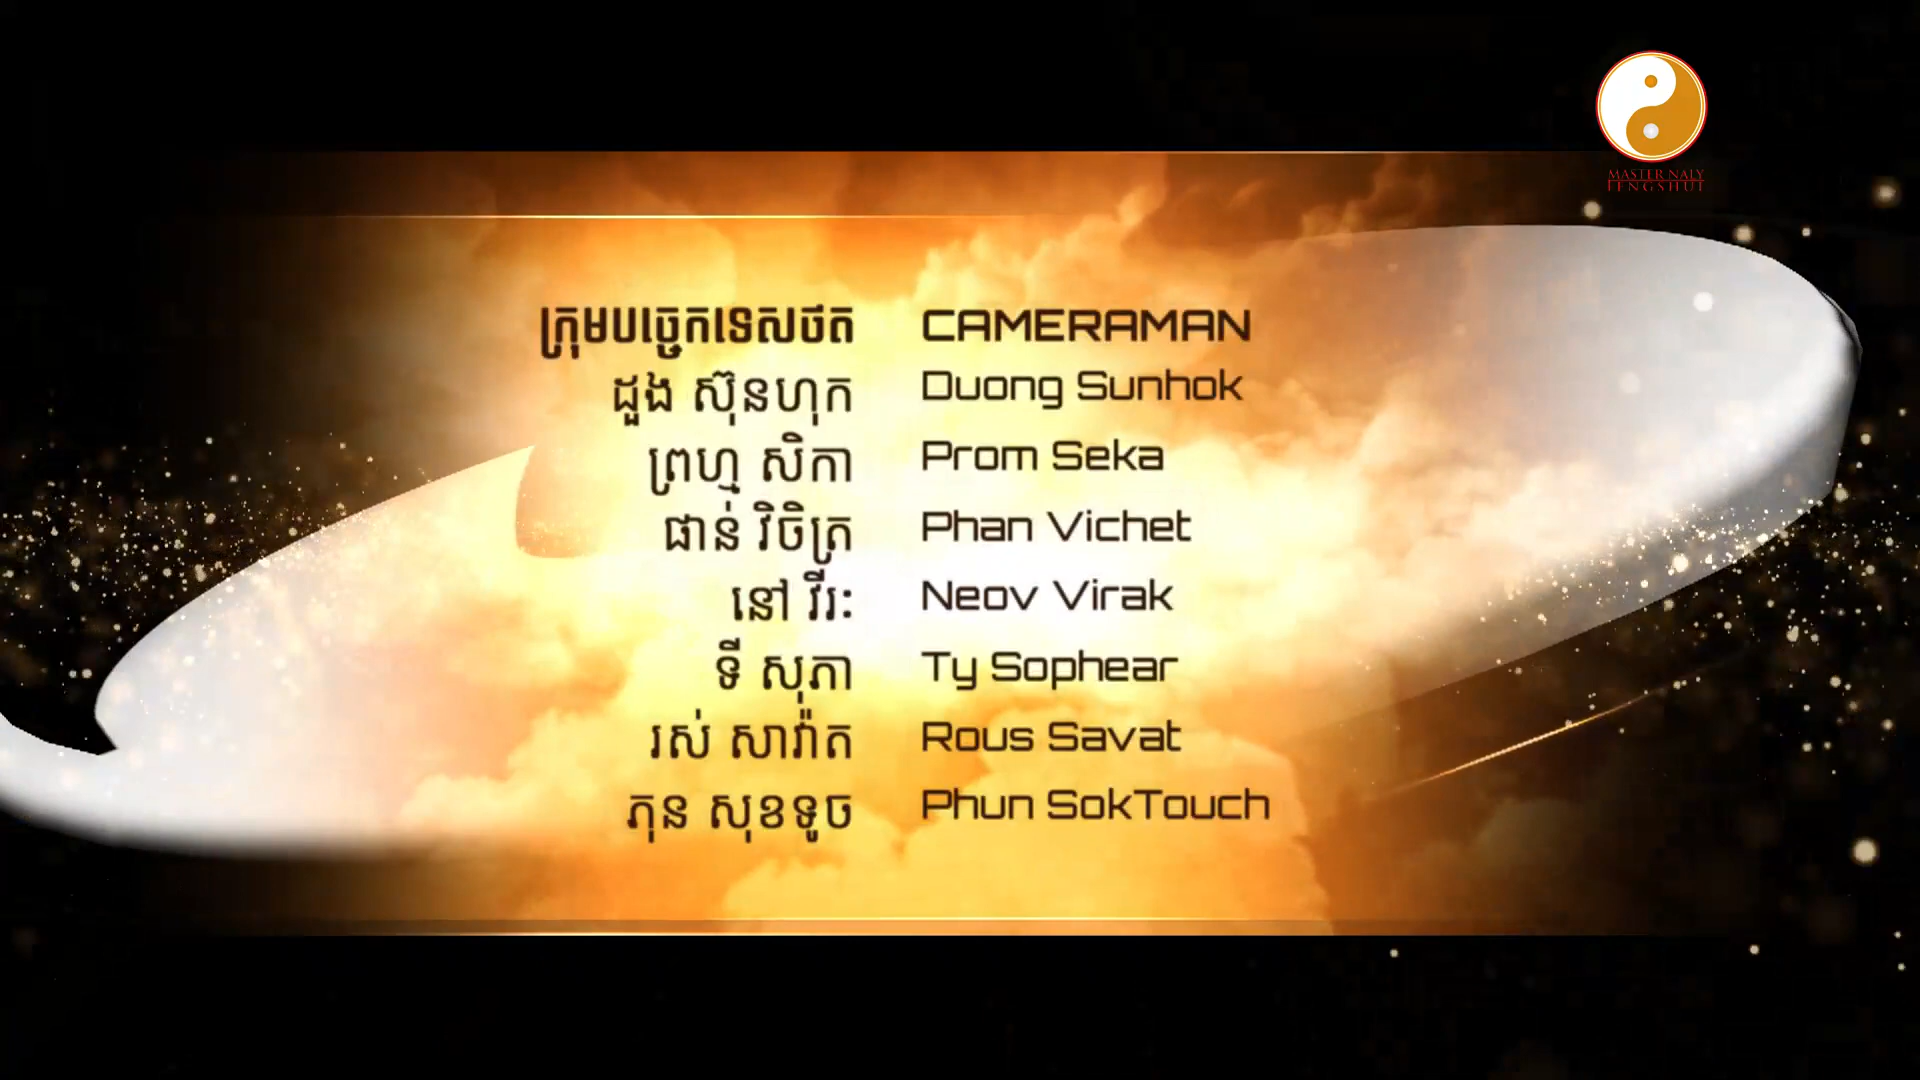 MASTER NALY
FENGSHUI
ក្រុមបច្ចេកទេសថត CAMERAMAN
ដួង ស៊ុនហុក Duong Sunhok
ព្រហ្ម សិកា Prom Seka
ផាន់ វិចិត្រ Phan Vichet
នៅ វីរៈ Neov Virak
ទី សុភា Ty Sophear
រស់ សាវ៉ាត Rous Savat
ភុន សុខទូច Phun SokTouch